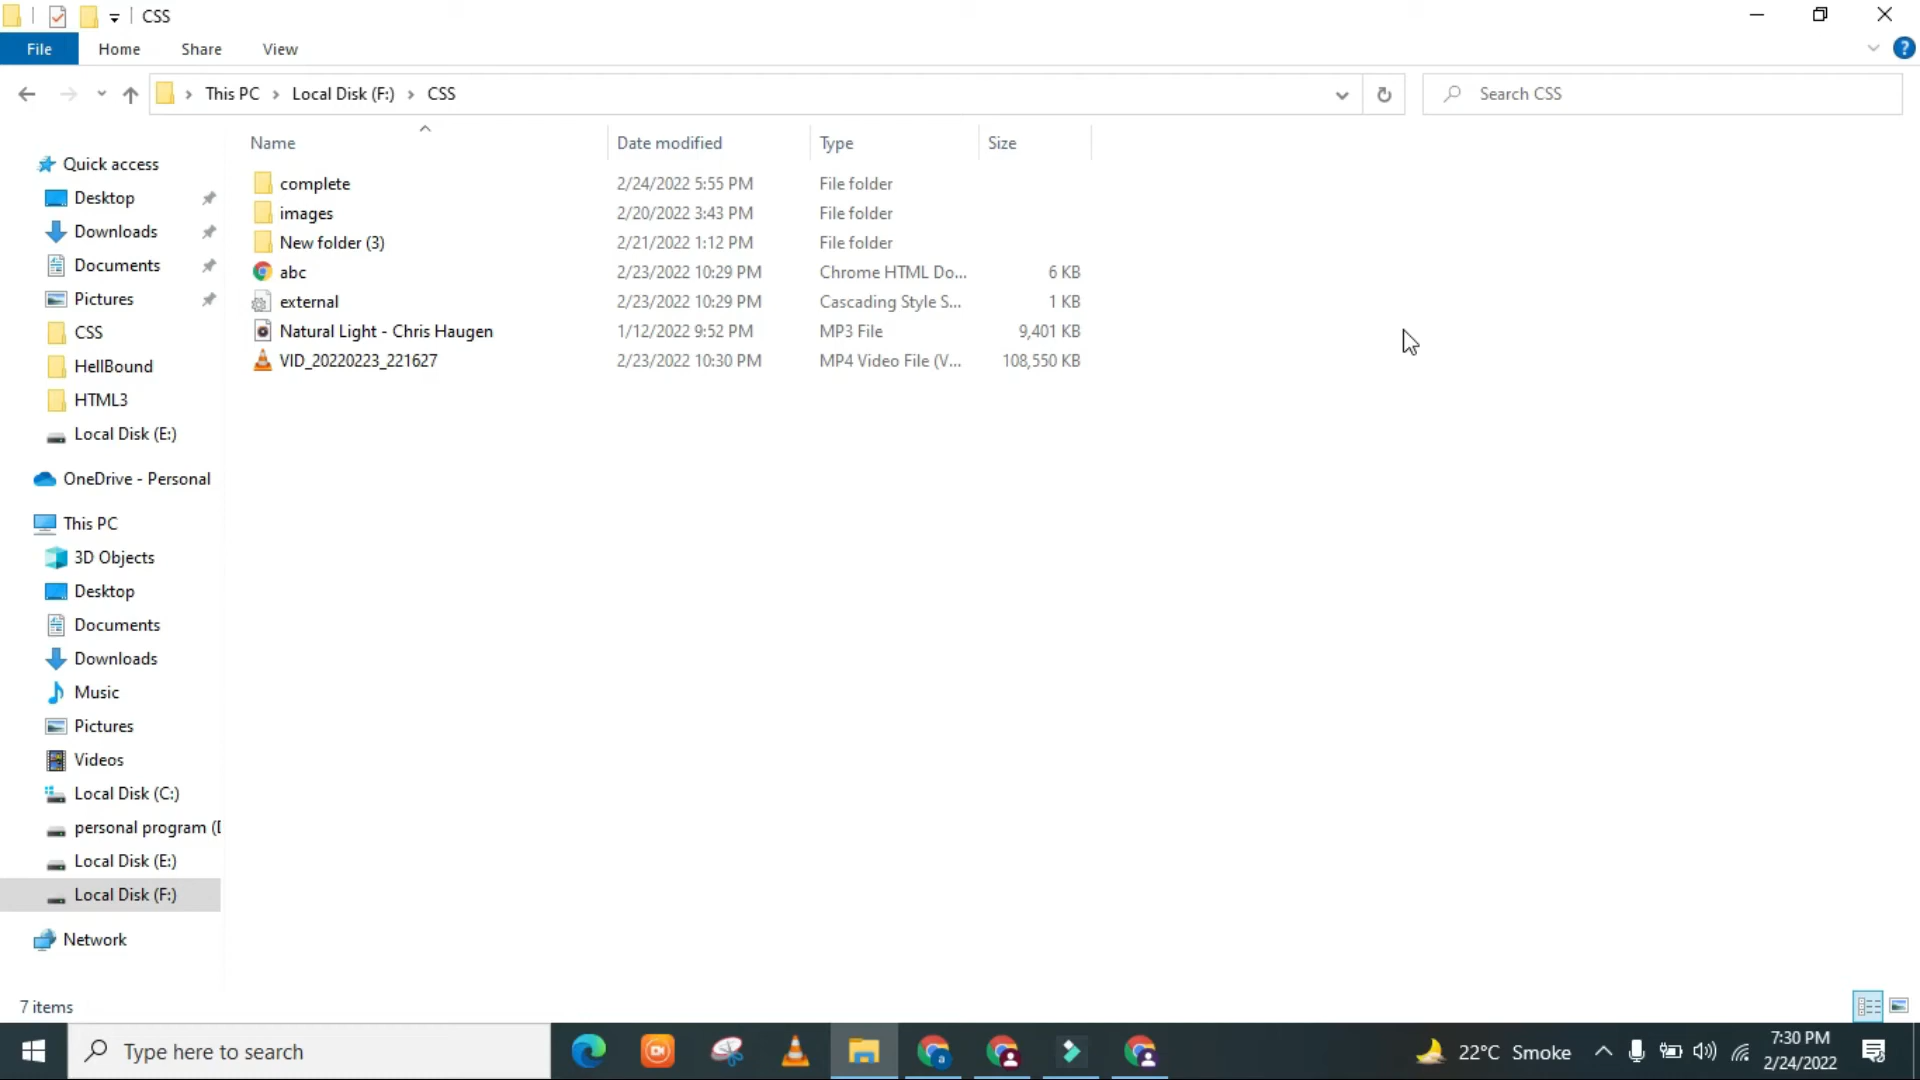 CSS
File Home Share View
This PC Local Disk (F:) CSS
Search CSS
Name Date modified Type Size
complete 2/24/2022 5:55 PM File folder
images 2/20/2022 3:43 PM File folder
New folder (3) 2/21/2022 1:12 PM File folder
abc 2/23/2022 10:29 PM Chrome HTML Do... 6 KB
external 2/23/2022 10:29 PM Cascading Style S... 1 KB
Natural Light - Chris Haugen 1/12/2022 9:52 PM MP3 File 9,401 KB
VID_20220223_221627 2/23/2022 10:30 PM MP4 Video File (V... 108,550 KB
Quick access
Desktop
Downloads
Documents
Pictures
CSS
HellBound
HTML3
Local Disk (E:)
OneDrive - Personal
This PC
3D Objects
Desktop
Documents
Downloads
Music
Pictures
Videos
Local Disk (C:)
personal program (
Local Disk (E:)
Local Disk (F:)
Network
7 items
Type here to search
22°C Smoke
7:30 PM
2/24/2022